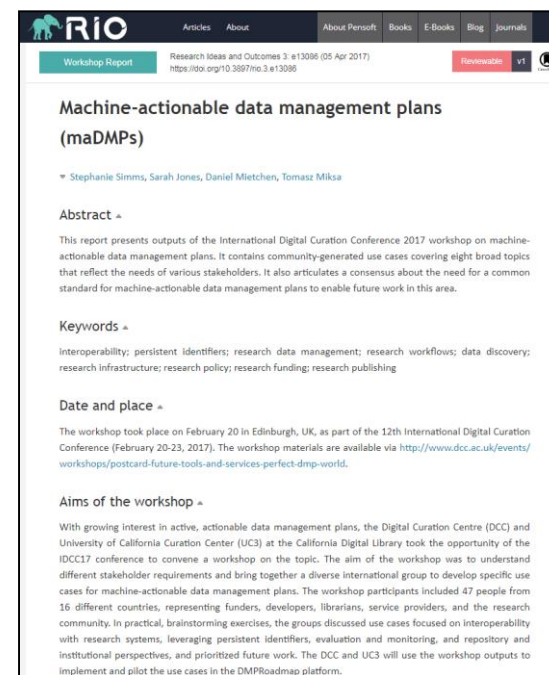 RIO
Articles About About Pensoft Books E-Books Blog Journals
Workshop Report
Research Ideas and Outcomes 3: e13086 (05 Apr 2017)
https://doi.org/10.3897/rio.3.e13086
Reviewable v1
Machine-actionable data management plans
(maDMPs)
Stephanie Simms, Sarah Jones, Daniel Mietchen, Tomasz Miksa
Abstract
This report presents outputs of the International Digital Curation Conference 2017 workshop on machine-
actionable data management plans. It contains community-generated use cases covering eight broad topics
that reflect the needs of various stakeholders. It also articulates a consensus about the need for a common
standard for machine-actionable data management plans to enable future work in this area.
Keywords
interoperability; persistent identifiers; research data management; research workflows; data discovery;
research infrastructure; research policy; research funding; research publishing
Date and place
The workshop took place on February 20 in Edinburgh, UK, as part of the 12th International Digital Curation
Conference (February 20-23, 2017). The workshop materials are available via http://www.dcc.ac.uk/events/
workshops/postcard-future-tools-and-services-perfect-dmp-world.
Aims of the workshop
With growing interest in active, actionable data management plans, the Digital Curation Centre (DCC) and
University of California Curation Center (UC3) at the California Digital Library took the opportunity of the
IDCC17 conference to convene a workshop on the topic. The aim of the workshop was to understand
different stakeholder requirements and bring together a diverse international group to develop specific use
cases for machine-actionable data management plans. The workshop participants included 47 people from
16 different countries, representing funders, developers, librarians, service providers, and the research
community. In practical, brainstorming exercises, the groups discussed use cases focused on interoperability
with research systems, leveraging persistent identifiers, evaluation and monitoring, and repository and
institutional perspectives, and prioritized future work. The DCC and UC3 will use the workshop outputs to
implement and pilot the use cases in the DMPRoadmap platform.